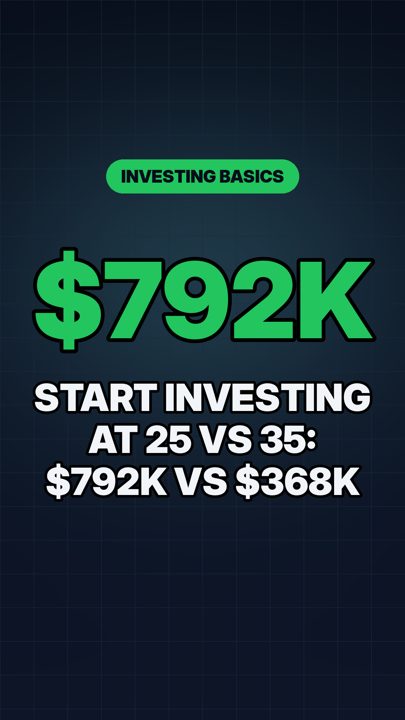 INVESTING BASICS
$792K
START INVESTING
AT 25 VS 35:
$792K VS $368K